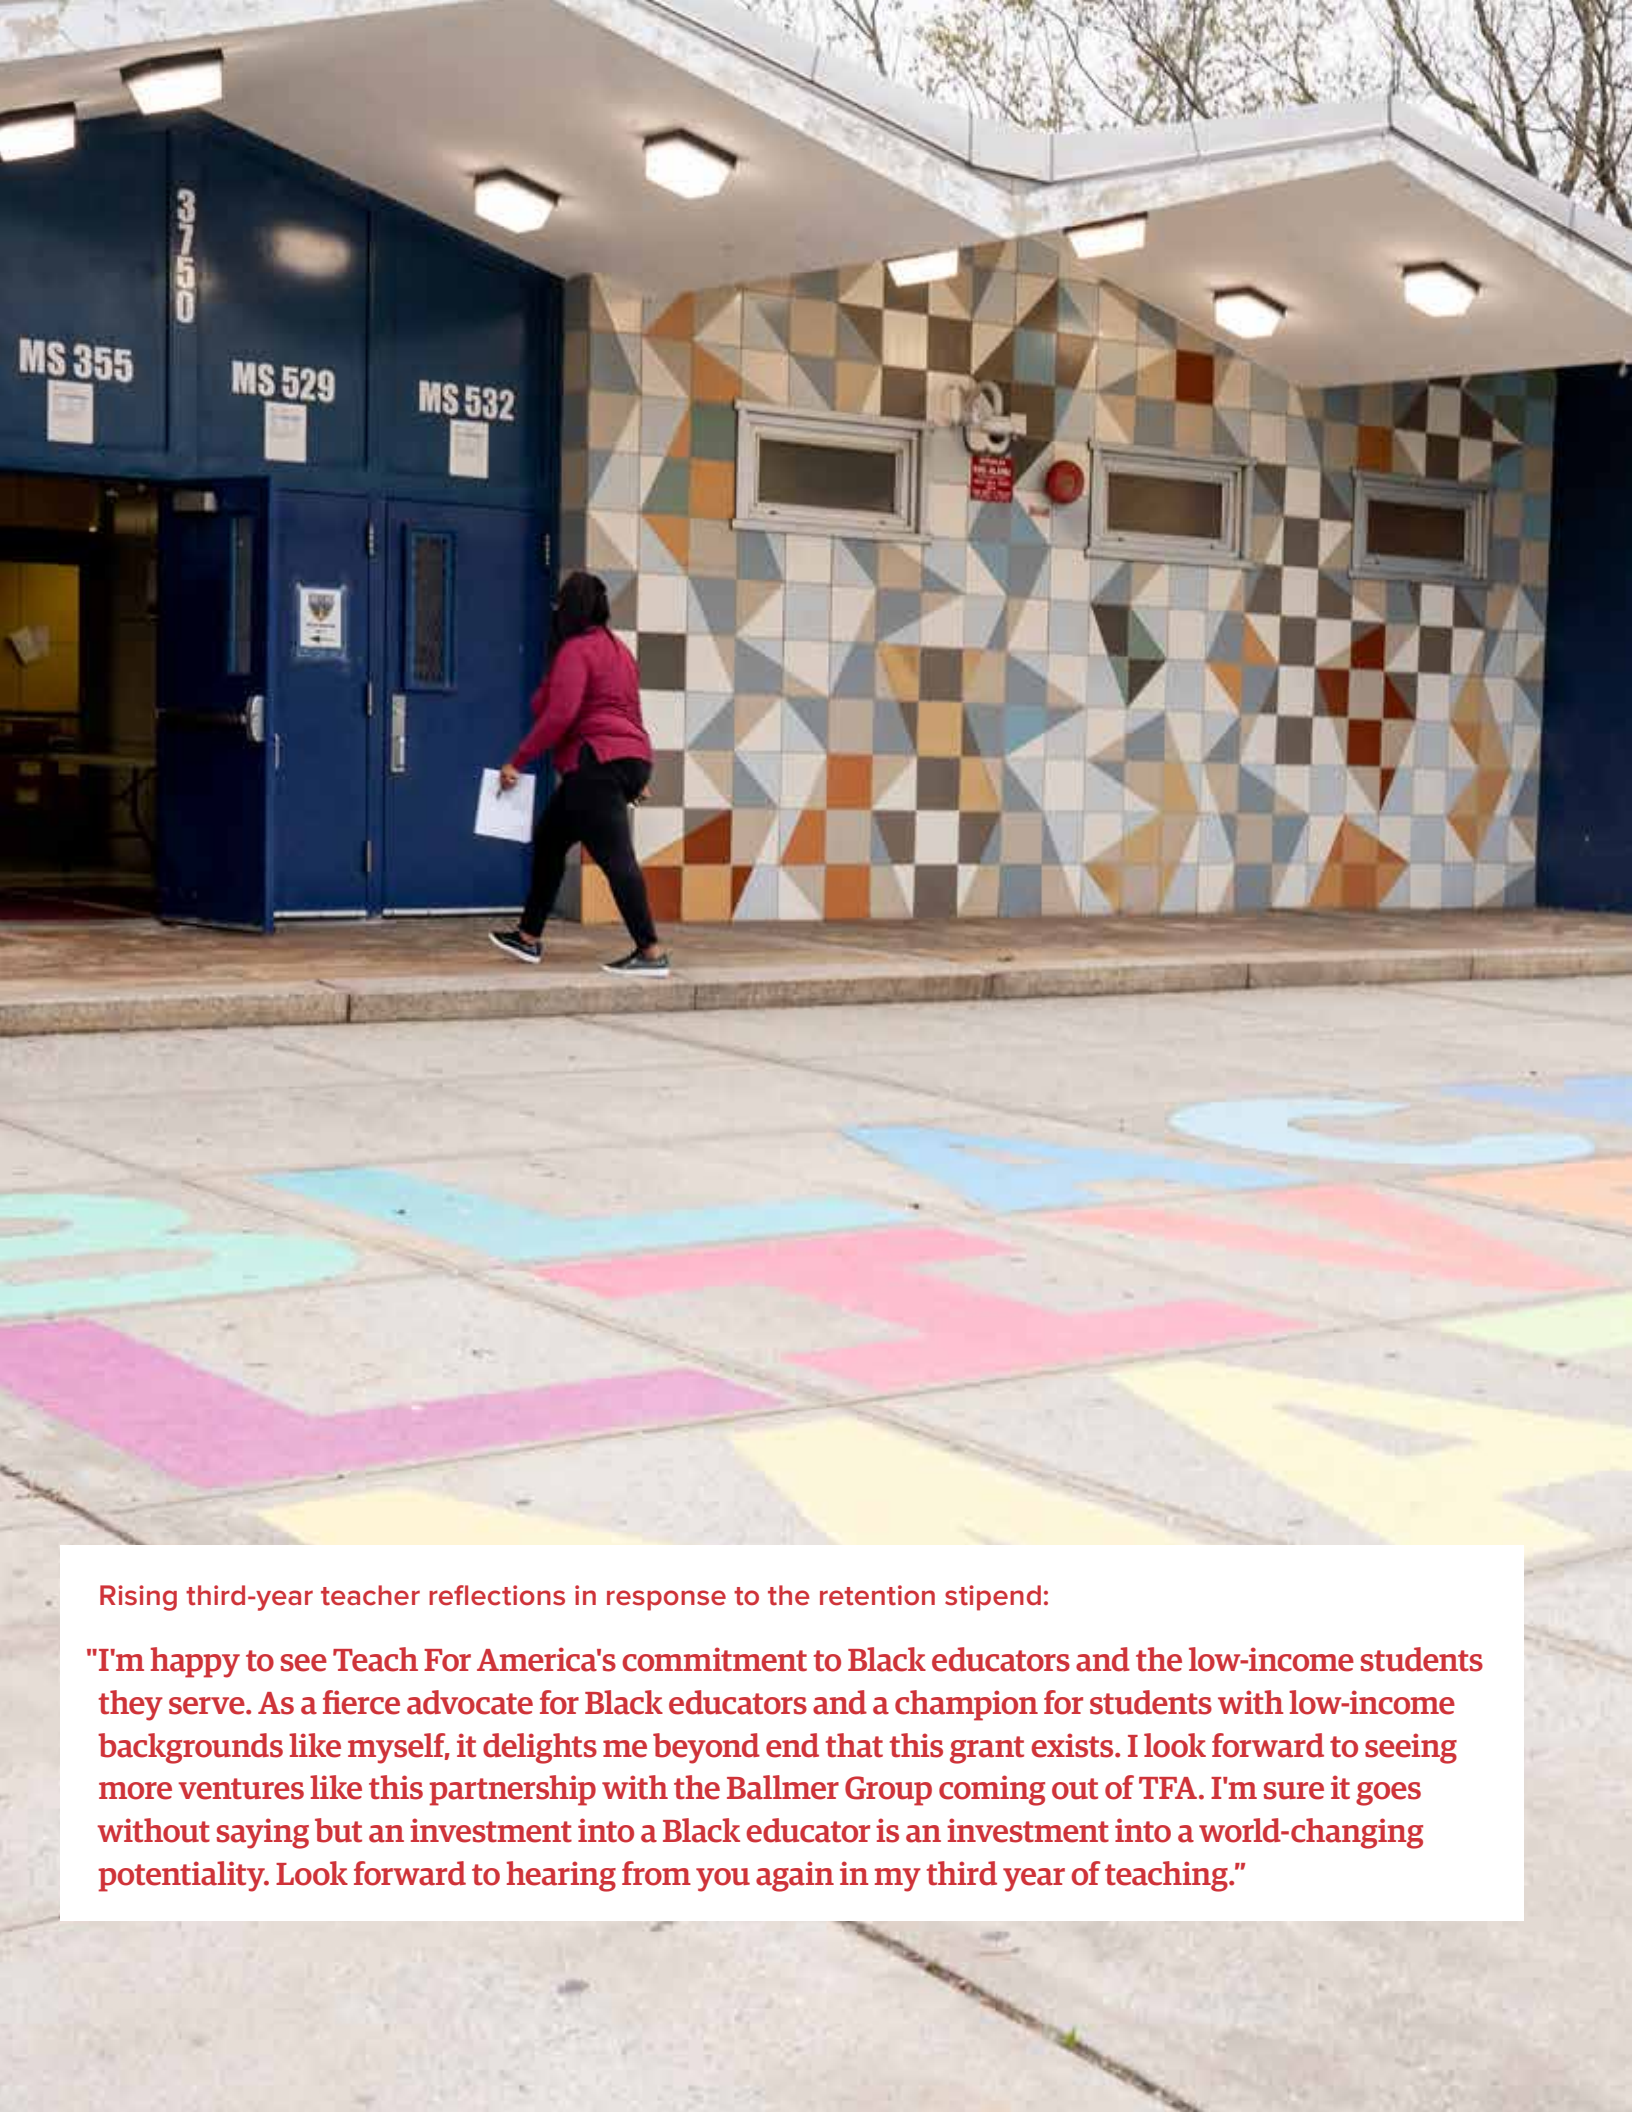 3750
MS 355
MS 529
MS 532
BLAC
LIV
Rising third-year teacher reflections in response to the retention stipend:
"I'm happy to see Teach For America's commitment to Black educators and the low-income students
they serve. As a fierce advocate for Black educators and a champion for students with low-income
backgrounds like myself, it delights me beyond end that this grant exists. I look forward to seeing
more ventures like this partnership with the Ballmer Group coming out of TFA. I'm sure it goes
without saying but an investment into a Black educator is an investment into a world-changing
potentiality. Look forward to hearing from you again in my third year of teaching.”